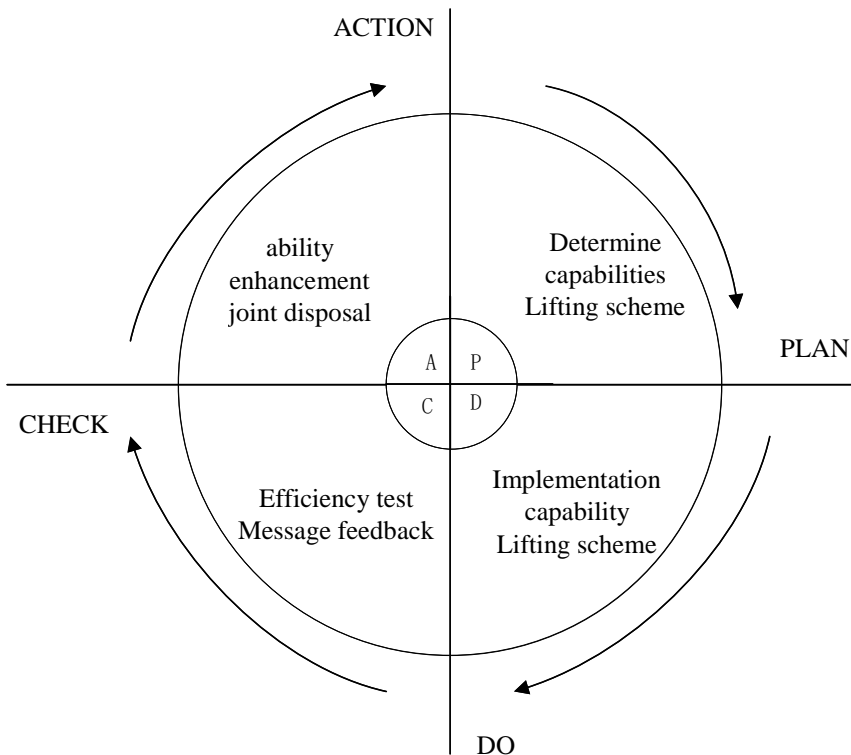 ACTION
ability
enhancement
joint disposal
Determine
capabilities
Lifting scheme
PLAN
A P
C D
CHECK
Efficiency test
Message feedback
Implementation
capability
Lifting scheme
DO